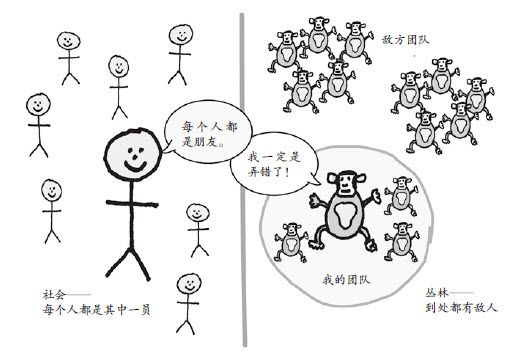 敌方团队
每个人都
是朋友。
我一定是
弄错了！
我的团队
社会——
每个人都是其中一员
丛林——
到处都有敌人